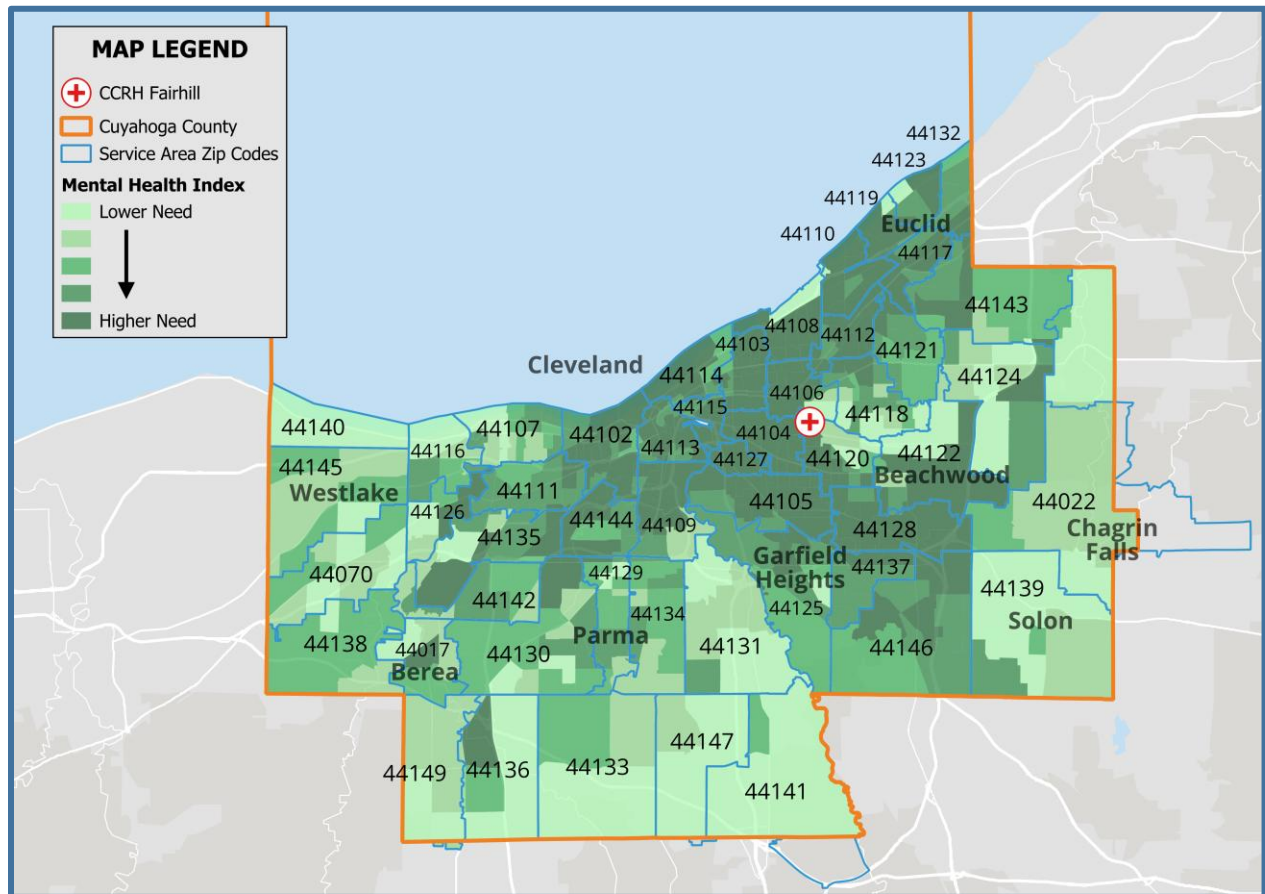 MAP LEGEND
CCRH Fairhill
Cuyahoga County
Service Area Zip Codes
Mental Health Index
Lower Need
Higher Need
44132
44123
44119
Euclid
44110
44117
44143
44108
44112
44103
44121
Cleveland
44114
44124
44106
44115
44118
44140
44107
44102
44104
44116
44113
44122
44120
44127
44145
Beachwood
Westlake
44111
44105
44022
44126
44144
44109
44128
Chagrin
Falls
44135
Garfield
Heights
44137
44070
44129
44139
44142
44125
44134
Solon
Parma
44138
44017
44130
44131
44146
Berea
44147
44149
44136
44133
44141